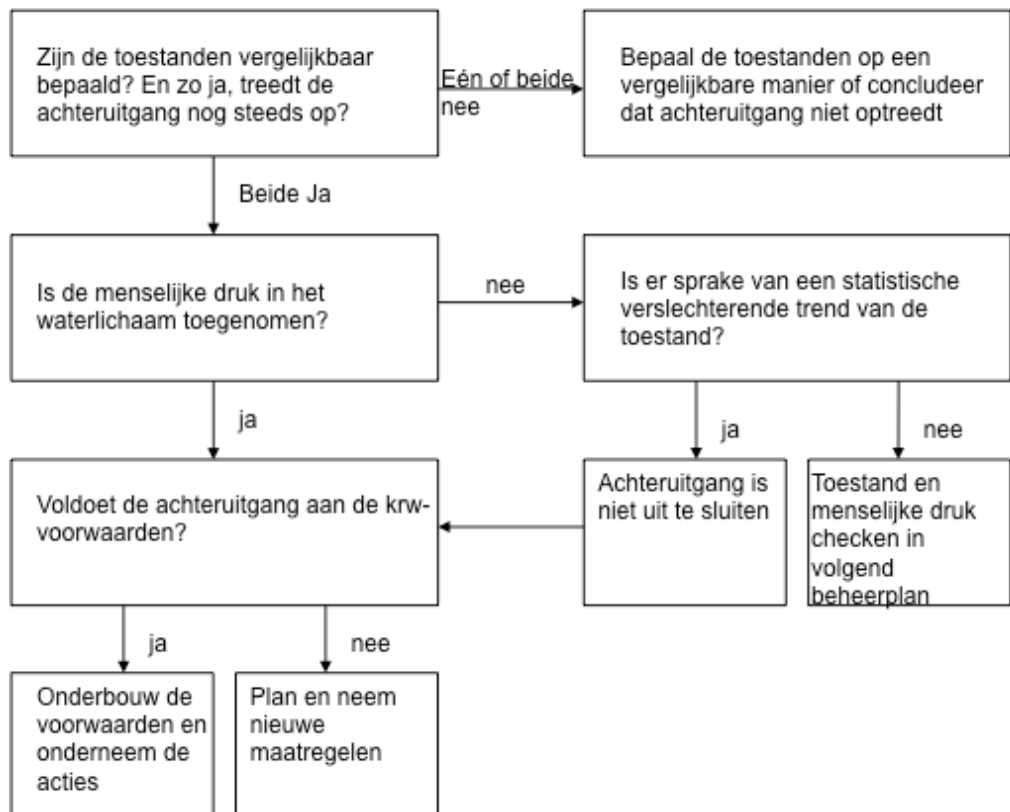 Zijn de toestanden vergelijkbaar
bepaald? En zo ja, treedt de
achteruitgang nog steeds op?
Eén of beide
nee
Bepaal de toestanden op een
vergelijkbare manier of concludeer
dat achteruitgang niet optreedt
Beide Ja
Is de menselijke druk in het
waterlichaam toegenomen?
nee
Is er sprake van een statistische
verslechterende trend van de
toestand?
ja
ja
nee
Voldoet de achteruitgang aan de krw-
voorwaarden?
Achteruitgang is
niet uit te sluiten
Toestand en
menselijke druk
checken in
volgend
beheerplan
ja
nee
Onderbouw de
voorwaarden en
onderneem de
acties
Plan en neem
nieuwe
maatregelen